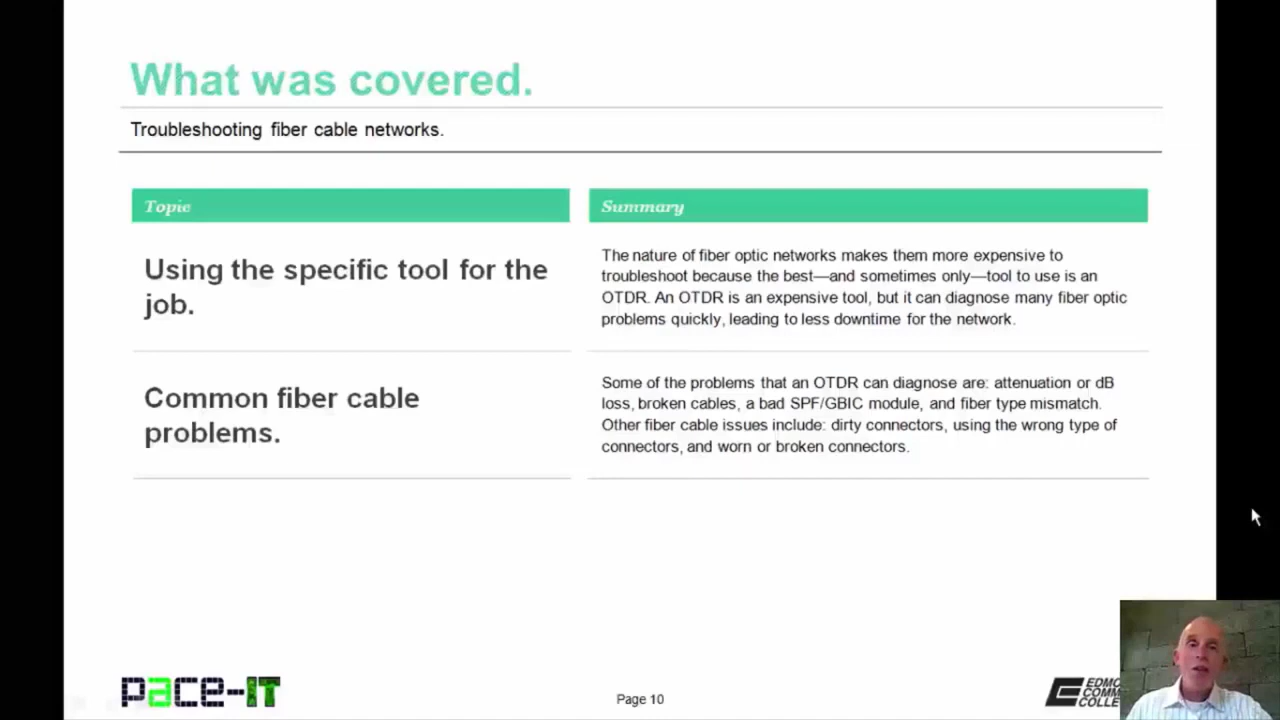 What was covered.
Troubleshooting fiber cable networks.
Topic
Summary
Using the specific tool for the
job.
The nature of fiber optic networks makes them more expensive to
troubleshoot because the best—and sometimes only—tool to use is an
OTDR. An OTDR is an expensive tool, but it can diagnose many fiber optic
problems quickly, leading to less downtime for the network.
Common fiber cable
problems.
Some of the problems that an OTDR can diagnose are: attenuation or dB
loss, broken cables, a bad SPF/GBIC module, and fiber type mismatch.
Other fiber cable issues include: dirty connectors, using the wrong type of
connectors, and worn or broken connectors.
PACE-IT
Page 10
EDMO
COMM
COLLE